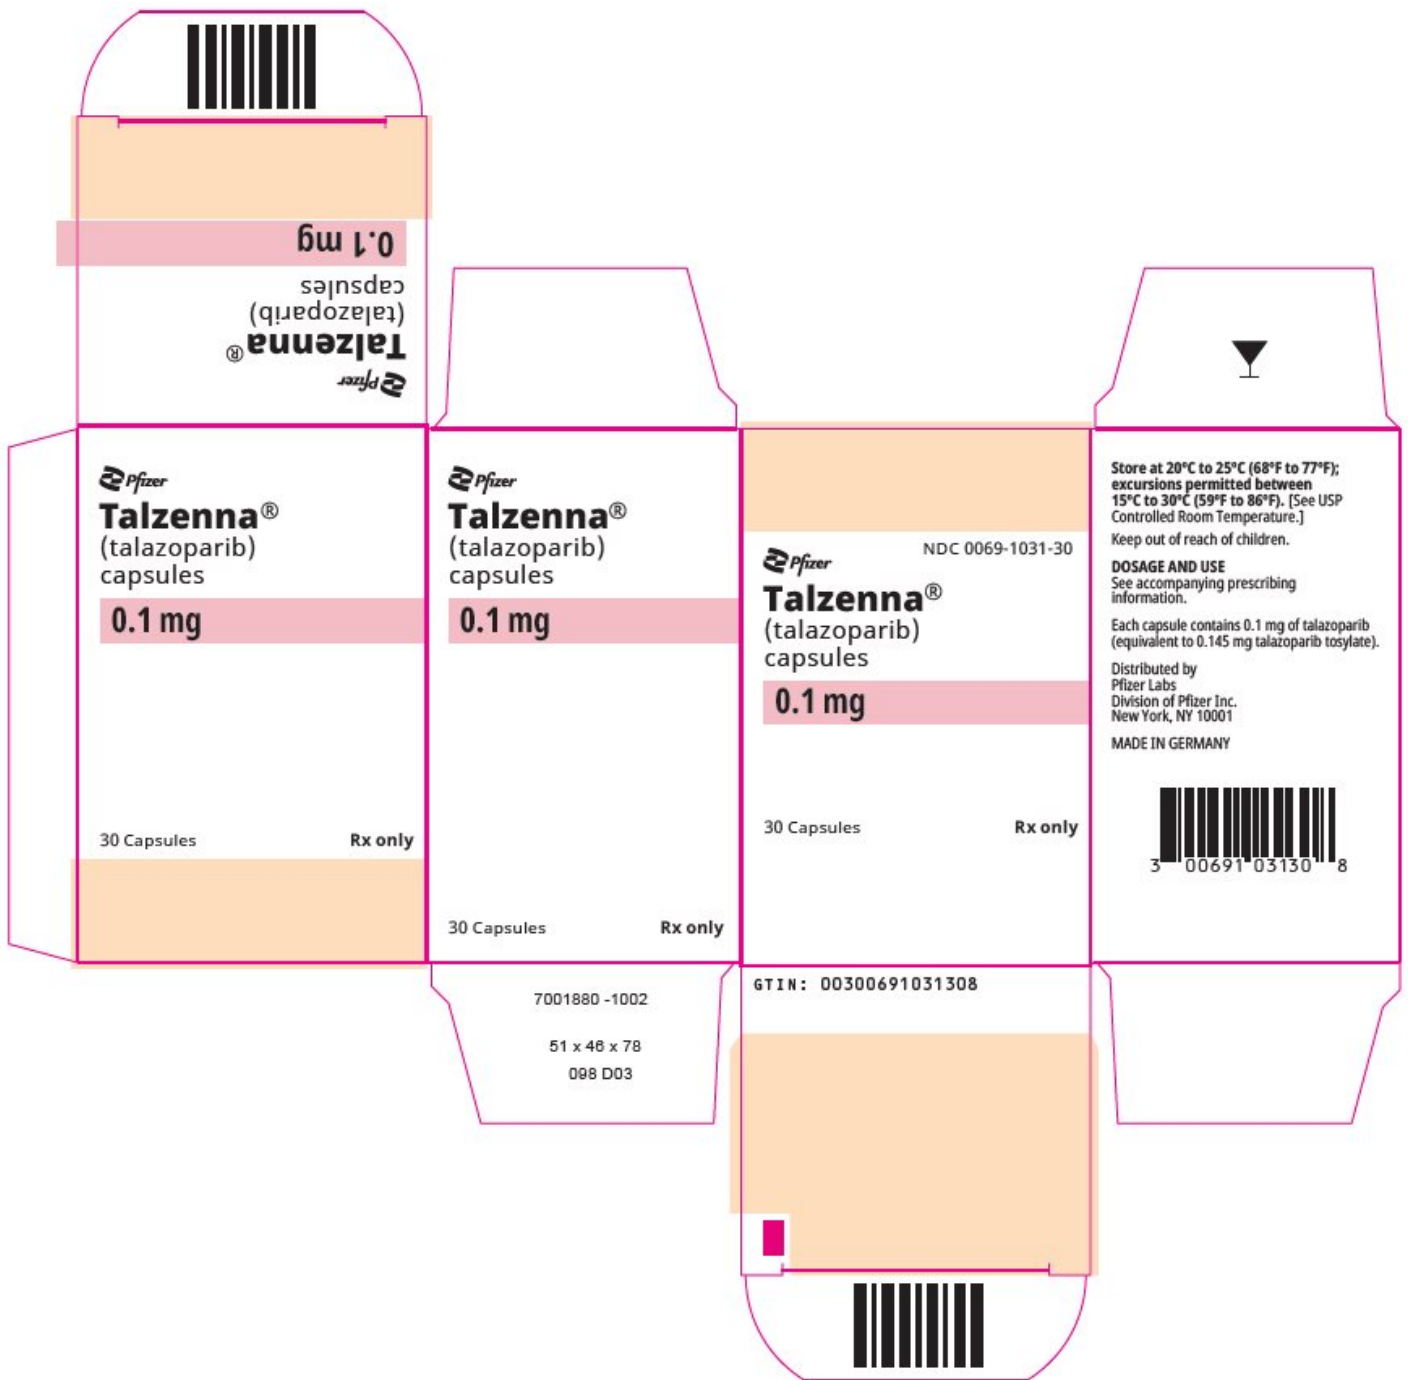 0.1 mg
capsules
(talazoparib)
Talzenna®
Pfizer
Pfizer
Talzenna®
(talazoparib)
capsules
0.1 mg
30 Capsules
Rx only
Pfizer
Talzenna®
(talazoparib)
capsules
0.1 mg
30 Capsules
Rx only
7001880 -1002
51 x 46 x 78
098 D03
NDC 0069-1031-30
Pfizer
Talzenna®
(talazoparib)
capsules
0.1 mg
30 Capsules
Rx only
GTIN: 00300691031308
Store at 20°C to 25°C (68°F to 77°F);
excursions permitted between
15°C to 30°C (59°F to 86°F). [See USP
Controlled Room Temperature.]
Keep out of reach of children.
DOSAGE AND USE
See accompanying prescribing
information.
Each capsule contains 0.1 mg of talazoparib
(equivalent to 0.145 mg talazoparib tosylate).
Distributed by
Pfizer Labs
Division of Pfizer Inc.
New York, NY 10001
MADE IN GERMANY
3 00691 03130 8